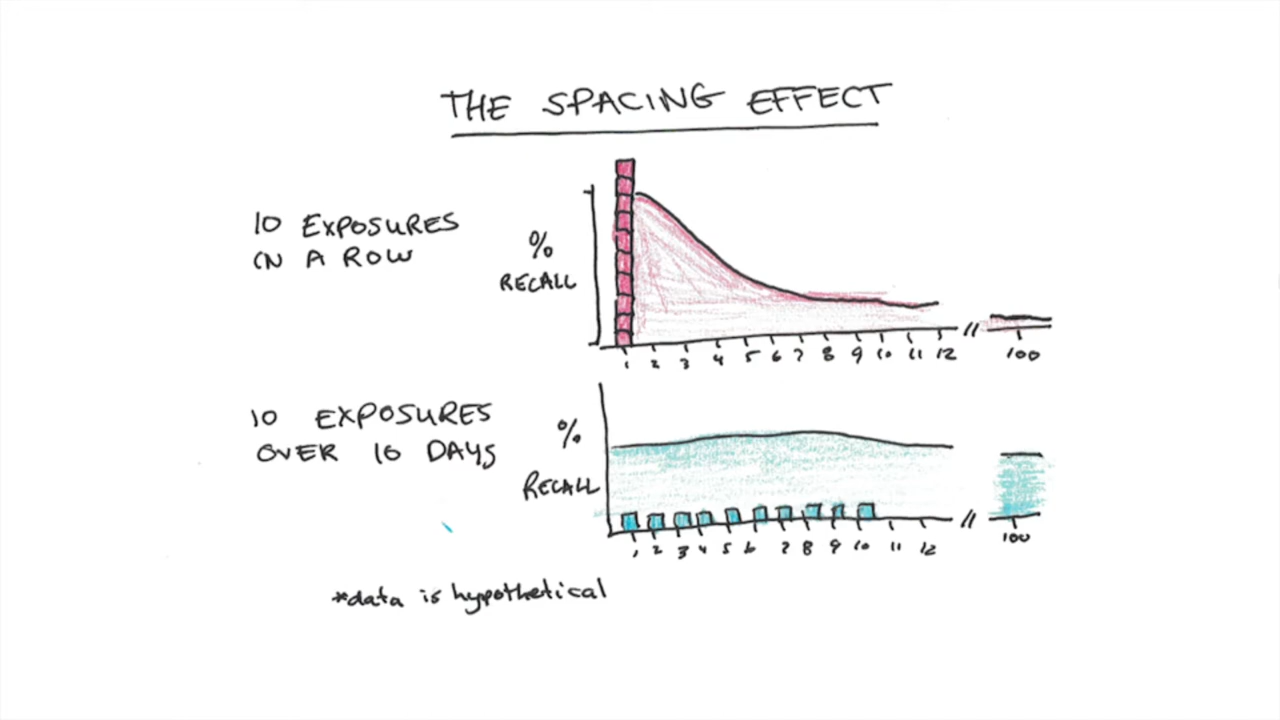 THE SPACING EFFECT
10 EXPOSURES
IN A ROW
%
RECALL
1 2 3 4 5 6 7 8 9 10 11 12 // 100
10 EXPOSURES
OVER 10 DAYS
%
RECALL
1 2 3 4 5 6 7 8 9 10 11 12 // 100
*data is hypothetical